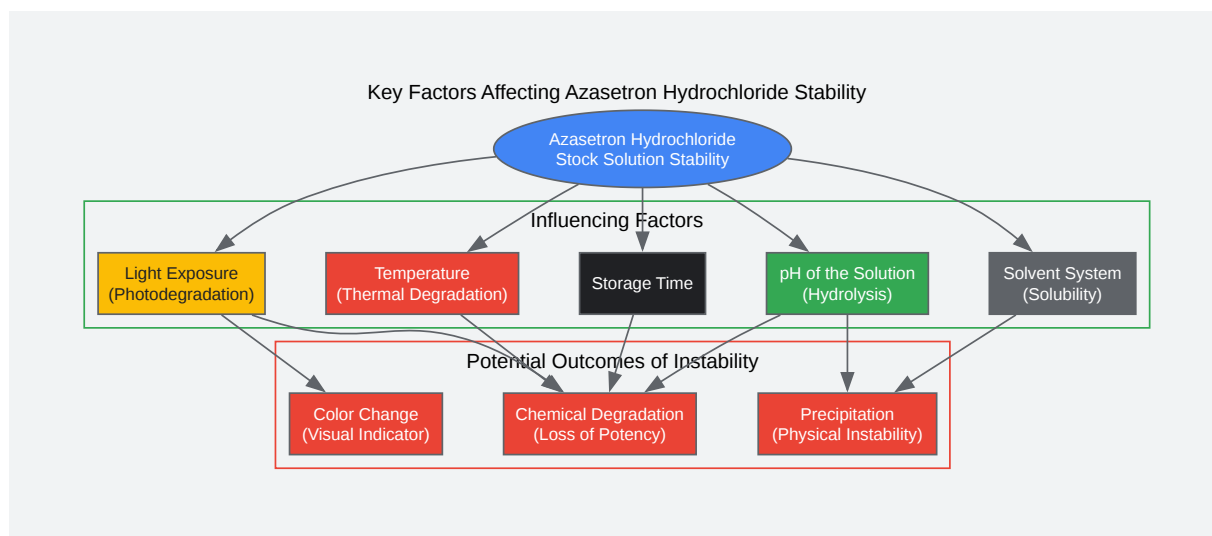 Key Factors Affecting Azasetron Hydrochloride Stability
Azasetron Hydrochloride
Stock Solution Stability
Influencing Factors
Light Exposure
(Photodegradation)
Temperature
(Thermal Degradation)
Storage Time
pH of the Solution
(Hydrolysis)
Solvent System
(Solubility)
Potential Outcomes of Instability
Color Change
(Visual Indicator)
Chemical Degradation
(Loss of Potency)
Precipitation
(Physical Instability)